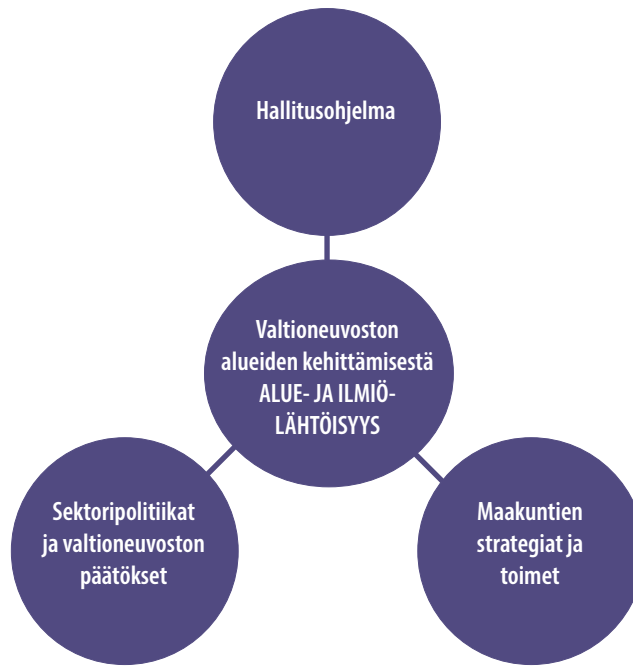 Hallitusohjelma
Valtioneuvoston
alueiden kehittämisestä
ALUE- JA ILMIÖ-
LÄHTÖISYYS
Sektoripolitiikat
ja valtioneuvoston
päätökset
Maakuntien
strategiat ja
toimet